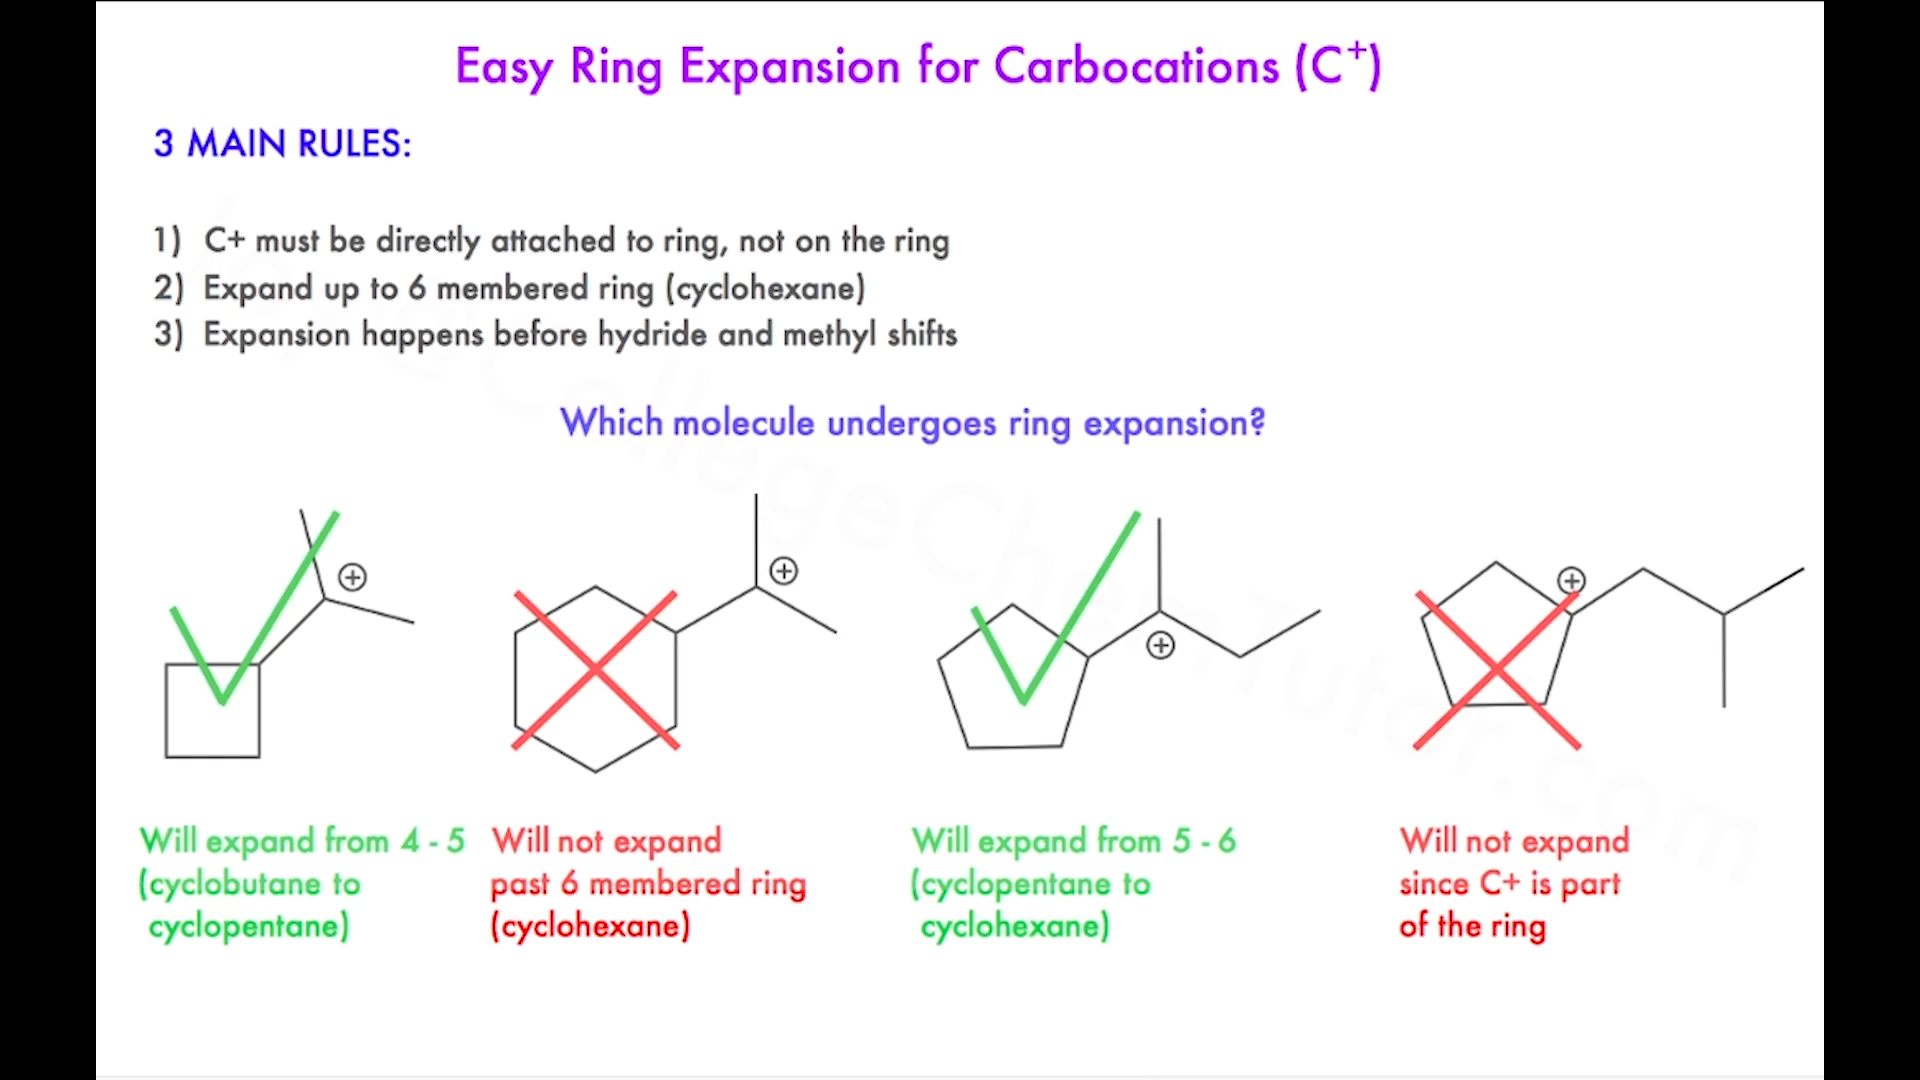 Easy Ring Expansion for Carbocations (C⁺)
3 MAIN RULES:
1) C+ must be directly attached to ring, not on the ring
2) Expand up to 6 membered ring (cyclohexane)
3) Expansion happens before hydride and methyl shifts
Which molecule undergoes ring expansion?
+
+
+
+
Will expand from 4 - 5
(cyclobutane to
cyclopentane)
Will not expand
past 6 membered ring
(cyclohexane)
Will expand from 5 - 6
(cyclopentane to
cyclohexane)
Will not expand
since C+ is part
of the ring